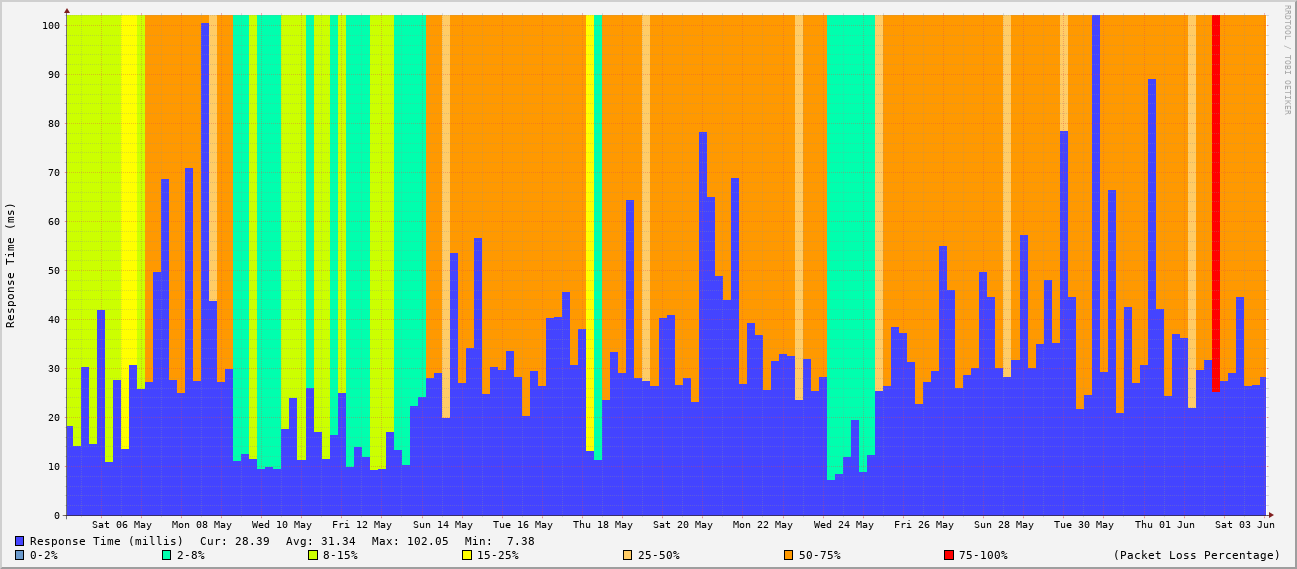 RRDTOOL / TOBI OETIKER
Response Time (ms)
100
90
80
70
60
50
40
30
20
10
0
Sat 06 May Mon 08 May Wed 10 May Fri 12 May Sun 14 May Tue 16 May Thu 18 May Sat 20 May Mon 22 May Wed 24 May Fri 26 May Sun 28 May Tue 30 May Thu 01 Jun Sat 03 Jun
Response Time (millis) Cur: 28.39 Avg: 31.34 Max: 102.05 Min: 7.38
0-2% 2-8% 8-15% 15-25% 25-50% 50-75% 75-100% (Packet Loss Percentage)